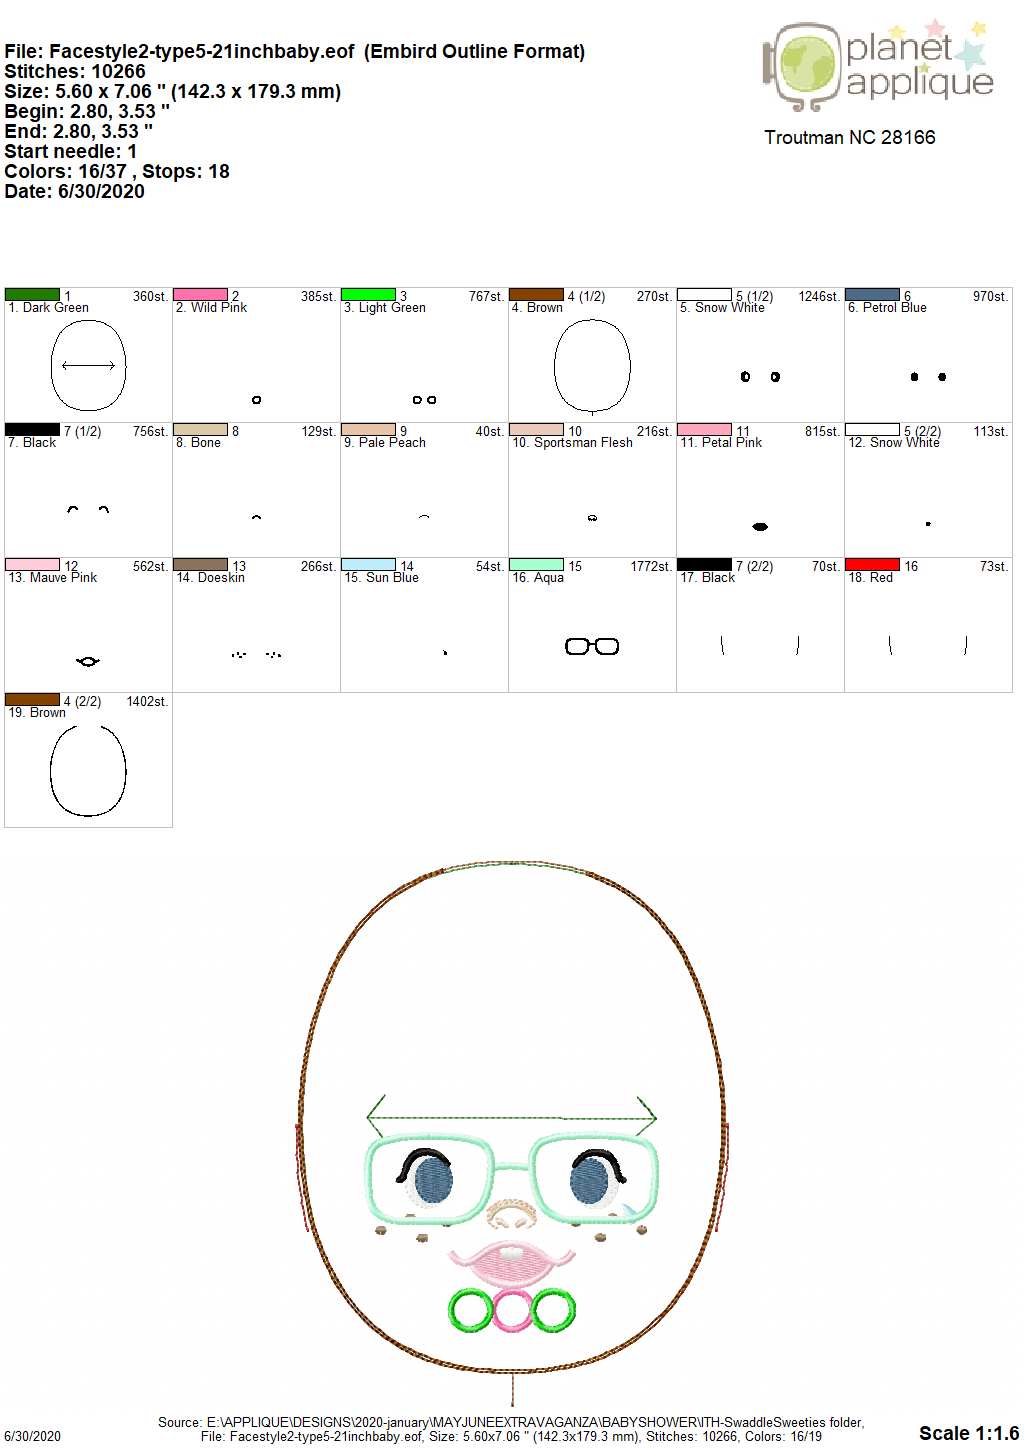 File: Facestyle2-type5-21inchbaby.eof (Embird Outline Format)
Stitches: 10266
Size: 5.60 x 7.06 " (142.3 x 179.3 mm)
Begin: 2.80, 3.53 "
End: 2.80, 3.53 "
Start needle: 1
Colors: 16/37 , Stops: 18
Date: 6/30/2020
planet
applique
Troutman NC 28166
1 360st.
1. Dark Green
2 385st.
2. Wild Pink
3 767st.
3. Light Green
4 (1/2) 270st.
4. Brown
5 (1/2) 1246st.
5. Snow White
6 970st.
6. Petrol Blue
7 (1/2) 756st.
7. Black
8 129st.
8. Bone
9 40st.
9. Pale Peach
10 216st.
10. Sportsman Flesh
11 815st.
11. Petal Pink
5 (2/2) 113st.
12. Snow White
12 562st.
13. Mauve Pink
13 266st.
14. Doeskin
14 54st.
15. Sun Blue
15 1772st.
16. Aqua
7 (2/2) 70st.
17. Black
16 73st.
18. Red
4 (2/2) 1402st.
19. Brown
Source: E:\APPLIQUE\DESIGNS\2020-january\MAYJUNEEXTRAVAGANZA\BABYSHOWER\ITH-SwaddleSweeties folder,
6/30/2020 File: Facestyle2-type5-21inchbaby.eof, Size: 5.60x7.06 " (142.3x179.3 mm), Stitches: 10266, Colors: 16/19 Scale 1:1.6